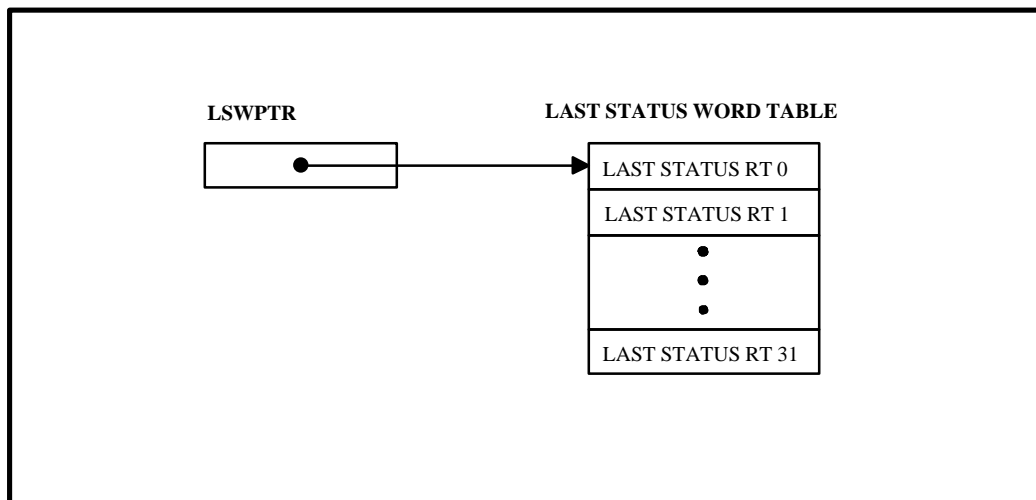 LSWPTR
LAST STATUS WORD TABLE
LAST STATUS RT 0
LAST STATUS RT 1
LAST STATUS RT 31